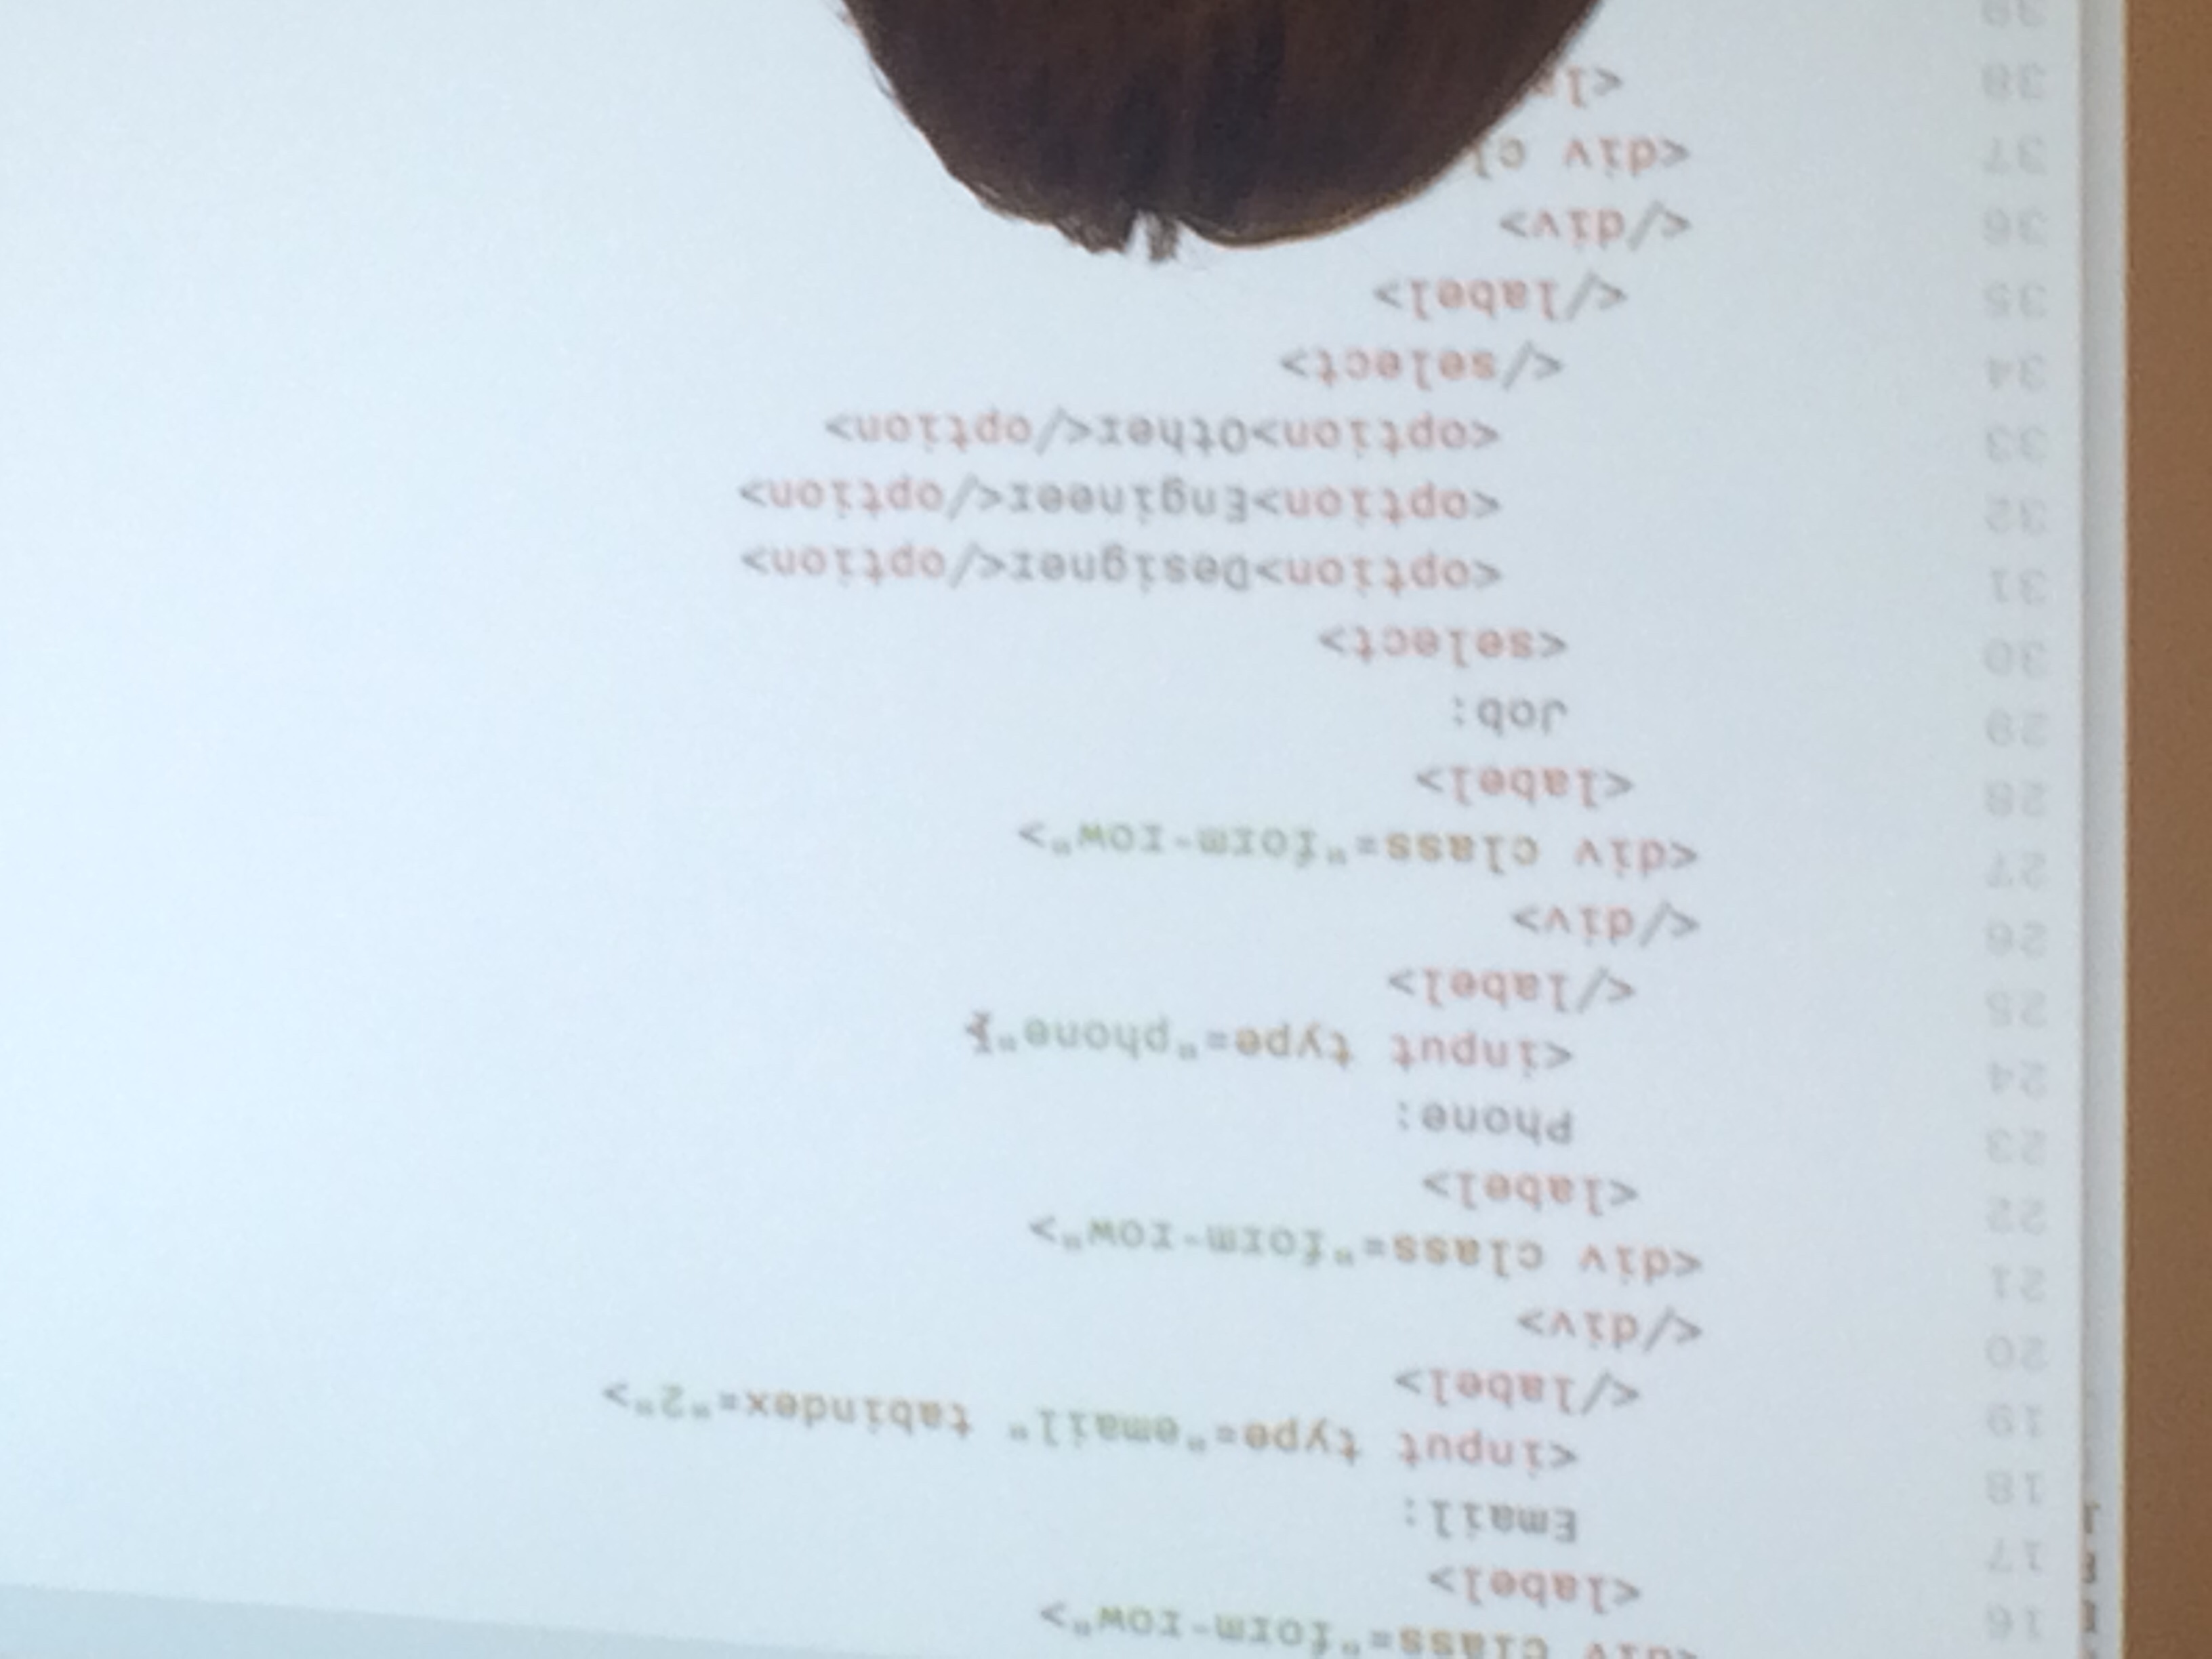 16 <div class="form-row">
17 <label>
18 Email:
19 <input type="email" tabindex="2">
20 </label>
21 </div>
22 <div class="form-row">
23 <label>
24 Phone:
25 <input type="phone">
26 </label>
27 </div>
28 <div class="form-row">
29 <label>
30 Job:
31 <select>
32 <option>Designer</option>
33 <option>Engineer</option>
34 <option>Other</option>
35 </select>
36 </label>
37 </div>
38 <div
39